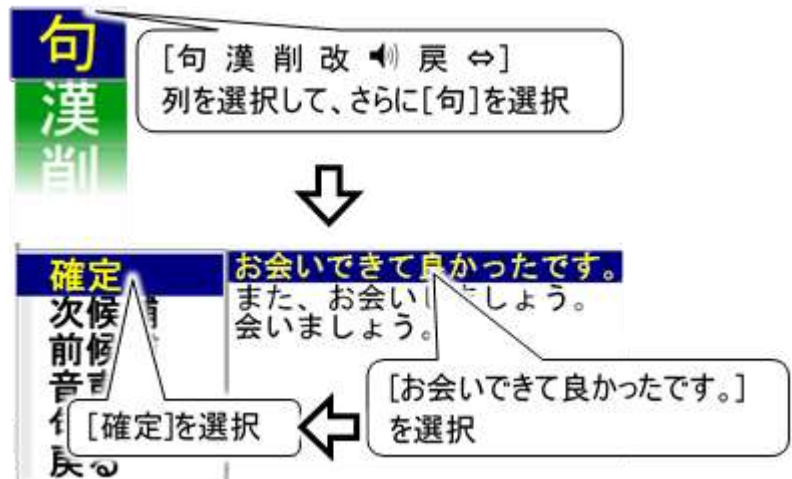 句
漢
削
[句 漢 削 改 🔊 戻 ⇔]
列を選択して、さらに[句]を選択
確定
お会いできて良かったです。
次候
また、お会い しましょう。
前候
会いましょう。
音声
戻る
[お会いできて良かったです。]
を選択
[確定]を選択